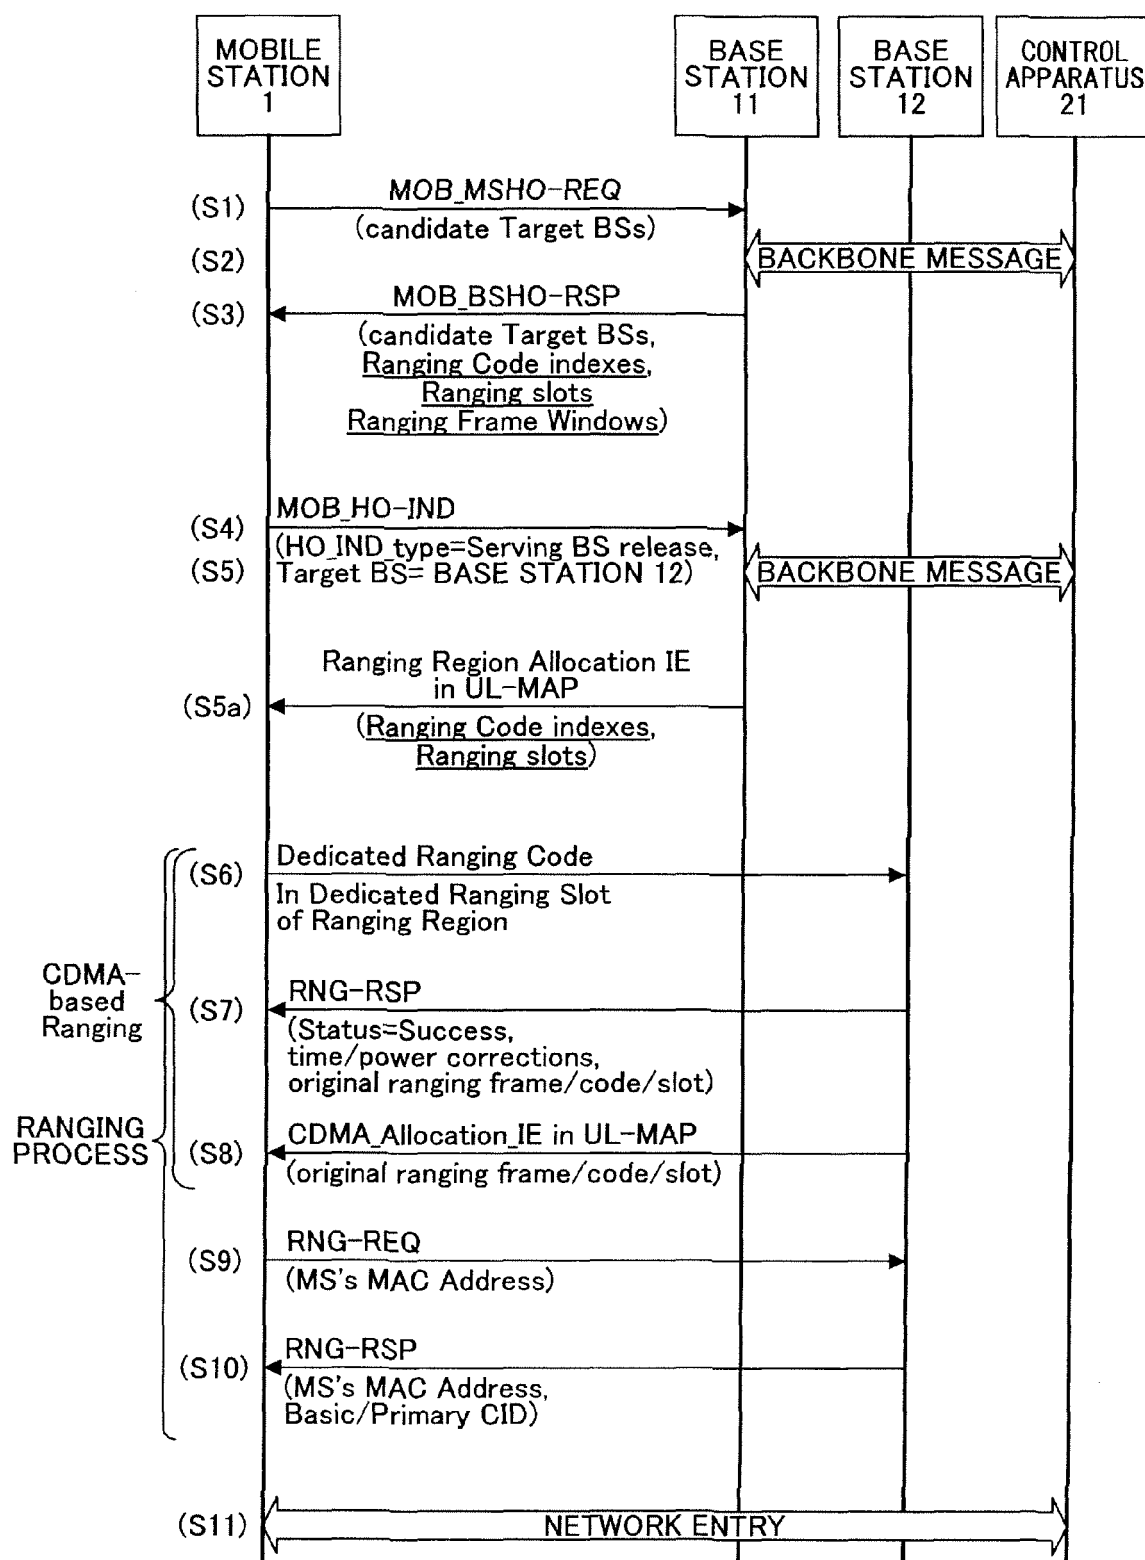 MOBILE
STATION
1
BASE
STATION
11
BASE
STATION
12
CONTROL
APPARATUS
21
(S1)
MOB_MSHO-REQ
(candidate Target BSs)
(S2)
BACKBONE MESSAGE
(S3)
MOB_BSHO-RSP
(candidate Target BSs,
Ranging Code indexes,
Ranging slots
Ranging Frame Windows)
(S4)
MOB_HO-IND
(HO_IND_type=Serving BS release,
Target BS= BASE STATION 12)
(S5)
BACKBONE MESSAGE
Ranging Region Allocation IE
in UL-MAP
(S5a)
(Ranging Code indexes,
Ranging slots)
(S6)
Dedicated Ranging Code
In Dedicated Ranging Slot
of Ranging Region
CDMA-
based
Ranging
(S7)
RNG-RSP
(Status=Success,
time/power corrections,
original ranging frame/code/slot)
RANGING
PROCESS
(S8)
CDMA_Allocation_IE in UL-MAP
(original ranging frame/code/slot)
(S9)
RNG-REQ
(MS's MAC Address)
(S10)
RNG-RSP
(MS's MAC Address,
Basic/Primary CID)
(S11)
NETWORK ENTRY